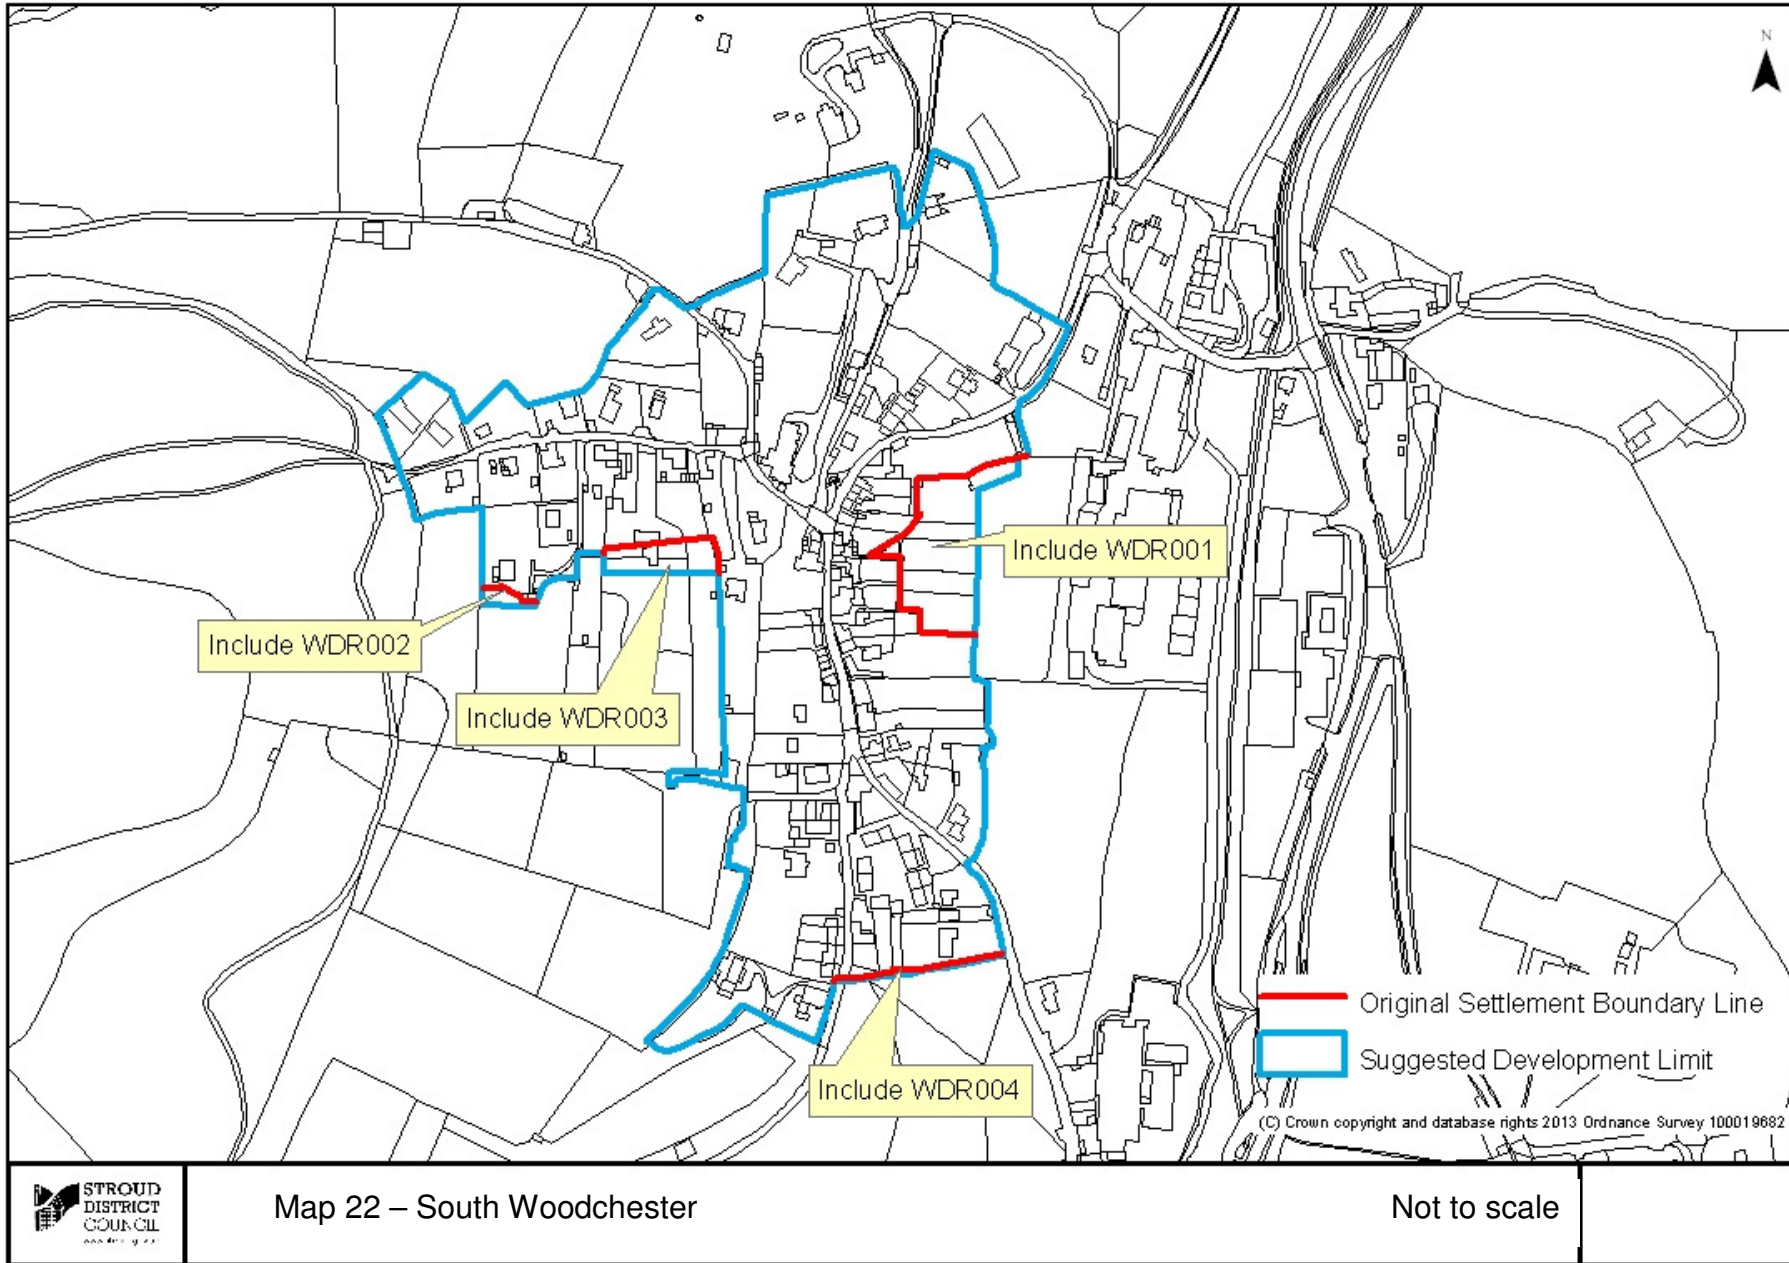 N
Include WDR001
Include WDR002
Include WDR003
Original Settlement Boundary Line
Suggested Development Limit
Include WDR004
(C) Crown copyright and database rights 2013 Ordnance Survey 100019682
STROUD
DISTRICT
COUNCIL
Map 22 – South Woodchester
Not to scale